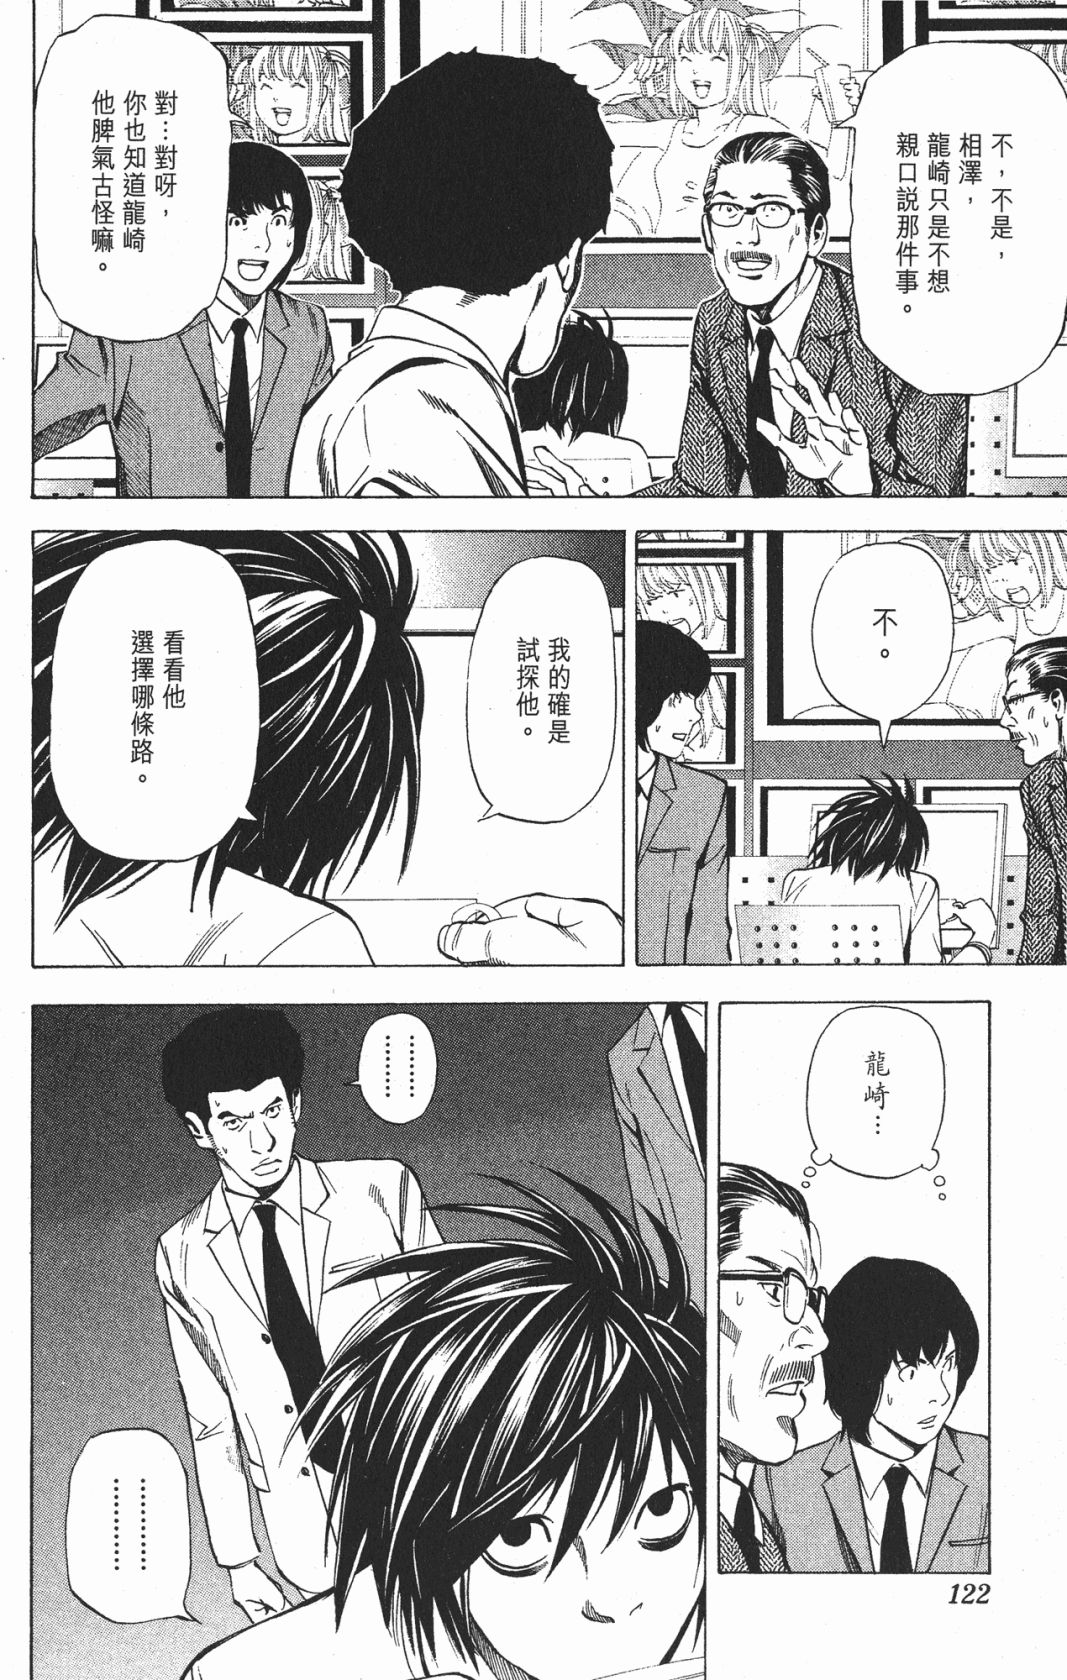 不，不是，
相澤，
龍崎只是不想
親口說那件事。
對…對呀，
你也知道龍崎
他脾氣古怪嘛。
不。
我的確是
試探他。
看看他
選擇哪條路。
龍崎…
………
………
…………
…………
122